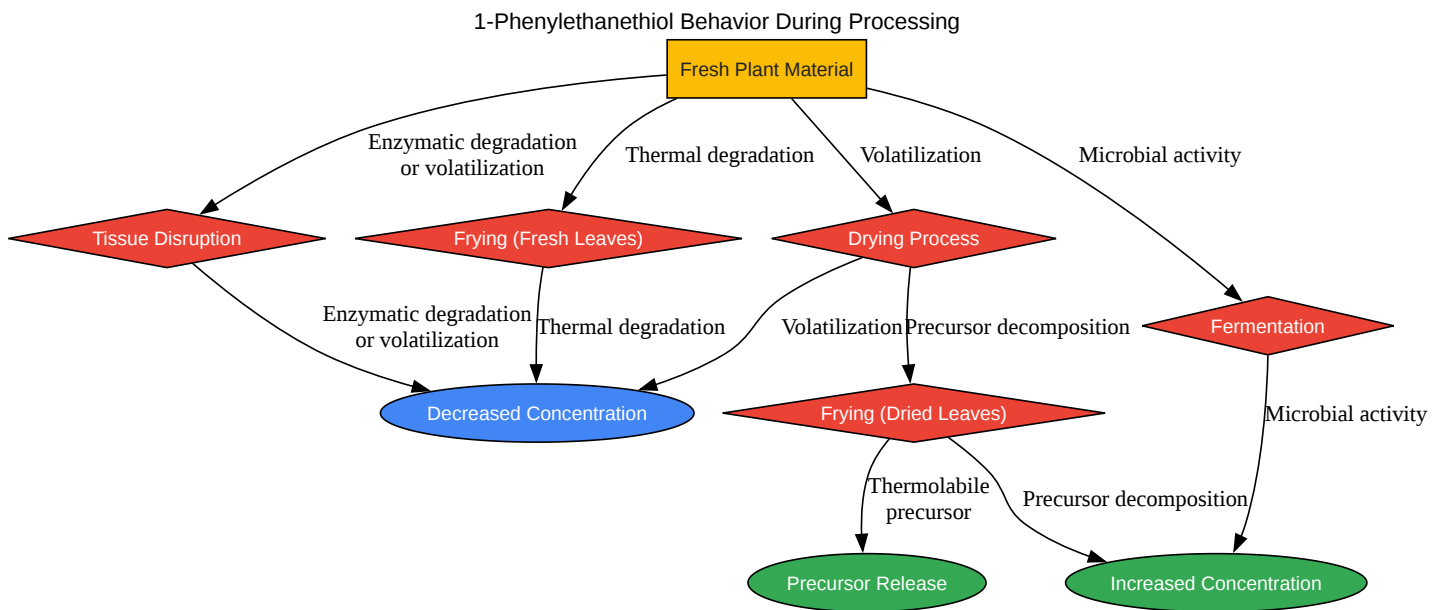 1-Phenylethanethiol Behavior During Processing
Fresh Plant Material
Enzymatic degradation
or volatilization
Thermal degradation
Volatilization
Microbial activity
Tissue Disruption
Frying (Fresh Leaves)
Drying Process
Fermentation
Enzymatic degradation
or volatilization
Thermal degradation
Volatilization
Precursor decomposition
Decreased Concentration
Frying (Dried Leaves)
Microbial activity
Thermolabile
precursor
Precursor decomposition
Precursor Release
Increased Concentration